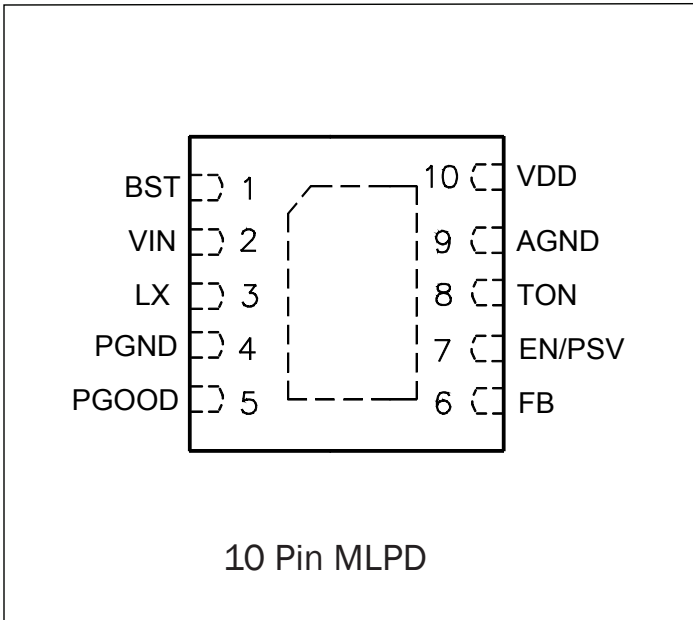 BST 1 10 VDD
VIN 2 9 AGND
LX 3 8 TON
PGND 4 7 EN/PSV
PGOOD 5 6 FB
10 Pin MLPD